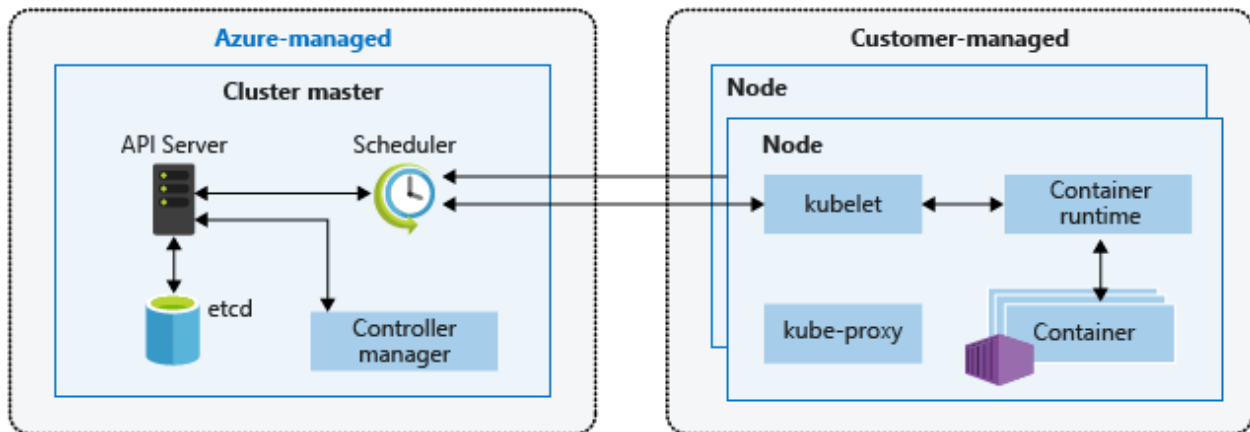 Azure-managed
Cluster master
API Server
Scheduler
etcd
Controller
manager
Customer-managed
Node
Node
kubelet
Container
runtime
kube-proxy
Container